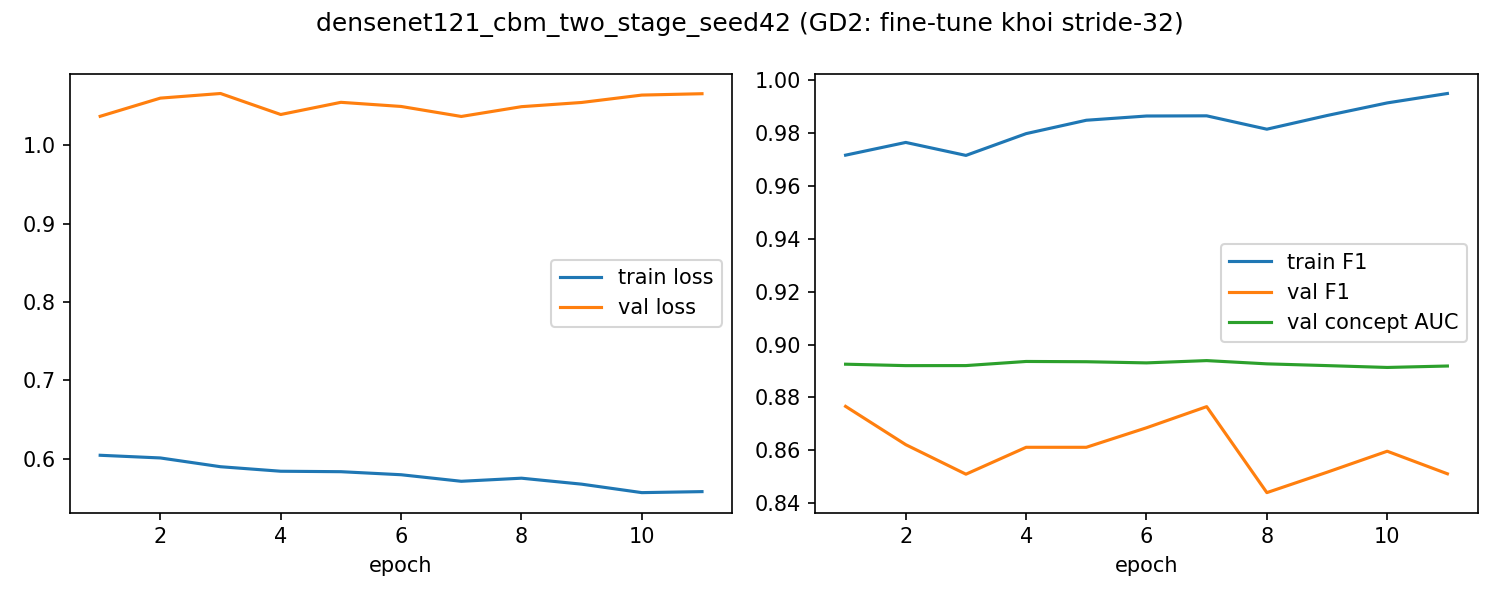 densenet121_cbm_two_stage_seed42 (GD2: fine-tune khoi stride-32)
1.0
0.9
0.8
0.7
0.6
train loss
val loss
2 4 6 8 10
epoch
1.00
0.98
0.96
0.94
0.92
0.90
0.88
0.86
0.84
train F1
val F1
val concept AUC
2 4 6 8 10
epoch